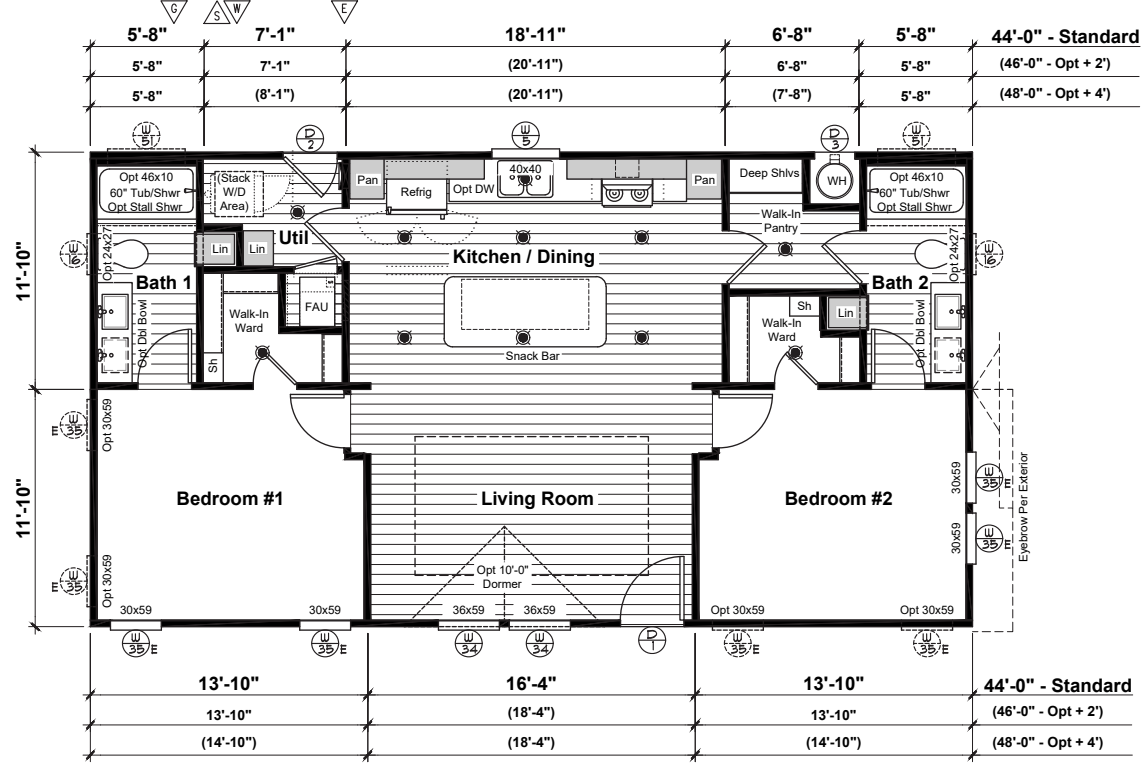 G S W E
5'-8" 7'-1" 18'-11" 6'-8" 5'-8" 44'-0" - Standard
5'-8" 7'-1" (20'-11") 6'-8" 5'-8" (46'-0" - Opt + 2')
5'-8" (8'-1") (20'-11") (7'-8") 5'-8" (48'-0" - Opt + 4')
W 51 D 2 W 5 D 3 W 51
Opt 46x10
60" Tub/Shwr
Opt Stall Shwr
(Stack
W/D
Area)
Pan
Refrig
Opt DW
40x40
Pan
Deep Shlvs
WH
Opt 46x10
60" Tub/Shwr
Opt Stall Shwr
W 16
Opt 24x27
Lin
Lin
Util
Kitchen / Dining
Walk-In
Pantry
Opt 24x27
W 16
11'-10"
Bath 1
Bath 2
FAU
Walk-In
Ward
Sh
Opt Dbl Bowl
Snack Bar
Sh
Lin
Walk-In
Ward
Opt Dbl Bowl
E W 35
Opt 30x59
11'-10"
Bedroom #1
Living Room
Bedroom #2
30x59
W 35 E
30x59
W 35 E
Eyebrow Per Exterior
E W 35
Opt 30x59
Opt 10'-0"
Dormer
30x59 30x59 36x59 36x59 Opt 30x59 Opt 30x59
W 35 E W 35 E W 34 W 34 D 1 W 35 E W 35 E
13'-10" 16'-4" 13'-10" 44'-0" - Standard
13'-10" (18'-4") 13'-10" (46'-0" - Opt + 2')
(14'-10") (18'-4") (14'-10") (48'-0" - Opt + 4')